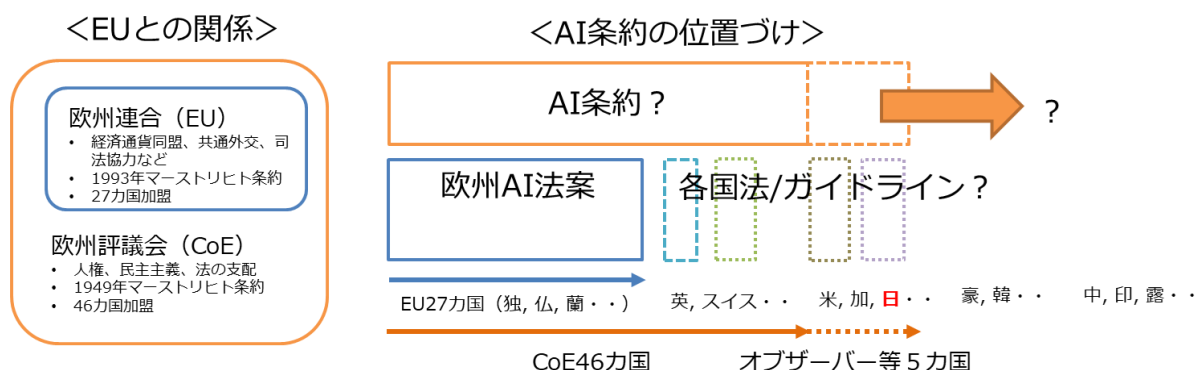 ＜EUとの関係＞
＜AI条約の位置づけ＞
欧州連合（EU）
• 経済通貨同盟、共通外交、司
法協力など
• 1993年マーストリヒト条約
• 27カ国加盟
欧州評議会（CoE）
• 人権、民主主義、法の支配
• 1949年マーストリヒト条約
• 46カ国加盟
AI条約？
？
欧州AI法案
各国法/ガイドライン？
EU27カ国（独, 仏, 蘭・・）
英, スイス・・
米, 加, 日・・
豪, 韓・・
中, 印, 露・・
CoE46カ国
オブザーバー等５カ国